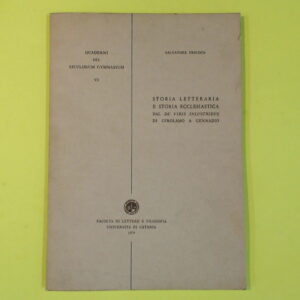 QUADERNI
DEL
SICULORUM GYMNASIUM
VI
SALVATORE PRICOCO
STORIA LETTERARIA
E STORIA ECCLESIASTICA
DAL DE VIRIS INLUSTRIBUS
DI GIROLAMO A GENNADIO
FACOLTÀ DI LETTERE E FILOSOFIA
UNIVERSITÀ DI CATANIA
1979